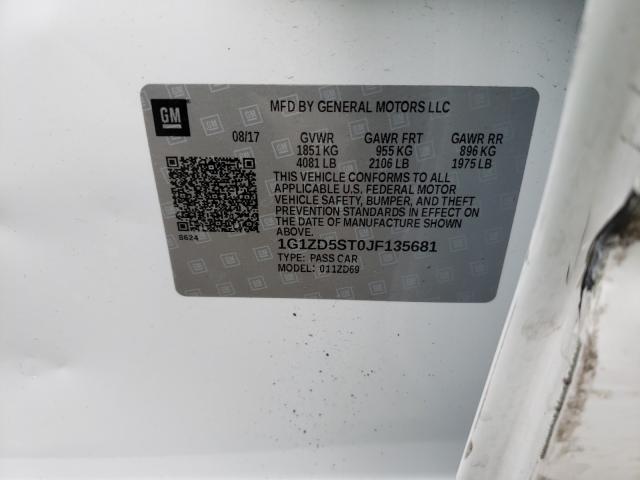 GM
MFD BY GENERAL MOTORS LLC
08/17 GVWR GAWR FRT GAWR RR
1851 KG 955 KG 896 KG
4081 LB 2106 LB 1975 LB
THIS VEHICLE CONFORMS TO ALL
APPLICABLE U.S. FEDERAL MOTOR
VEHICLE SAFETY, BUMPER, AND THEFT
PREVENTION STANDARDS IN EFFECT ON
THE DATE OF MANUFACTURE SHOWN
ABOVE.
8624
1G1ZD5ST0JF135681
TYPE: PASS CAR
MODEL: 011ZD69